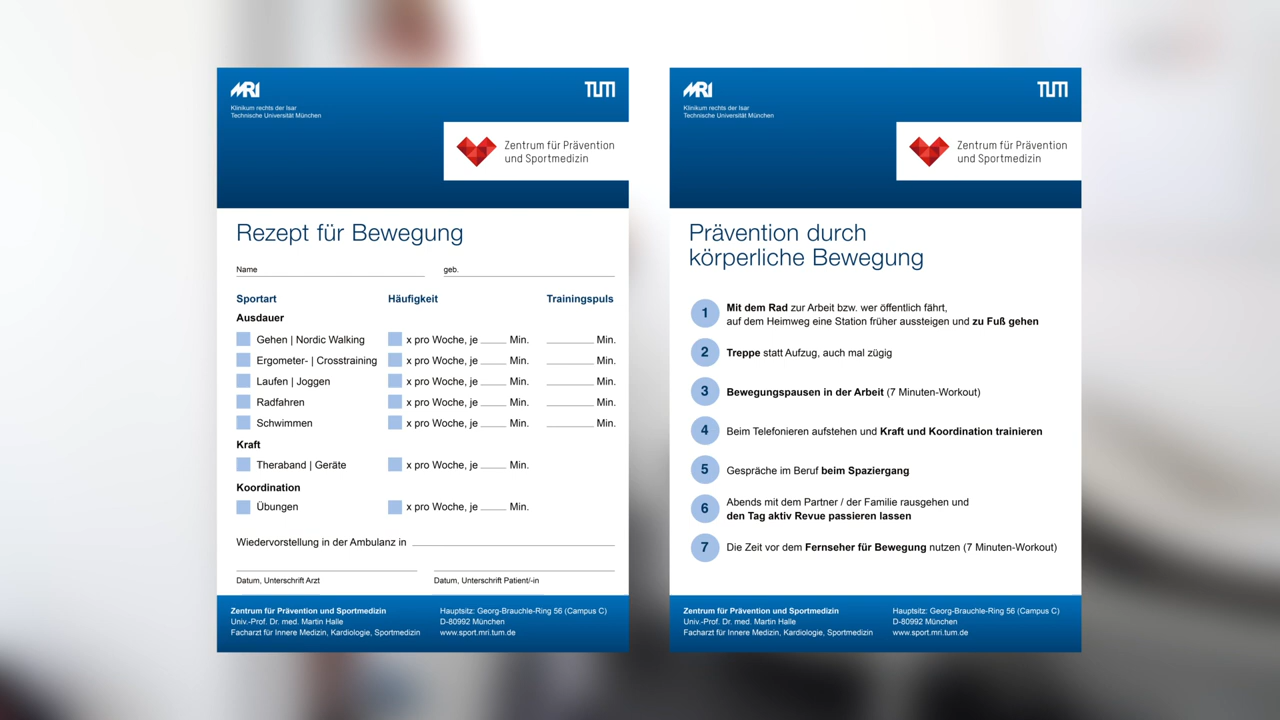 MRI
TUM
Klinikum rechts der Isar
Technische Universität München
Zentrum für Prävention
und Sportmedizin
Rezept für Bewegung
Name geb.
Sportart Häufigkeit Trainingspuls
Ausdauer
Gehen | Nordic Walking x pro Woche, je ____ Min. ____ Min.
Ergometer- | Crosstraining x pro Woche, je ____ Min. ____ Min.
Laufen | Joggen x pro Woche, je ____ Min. ____ Min.
Radfahren x pro Woche, je ____ Min. ____ Min.
Schwimmen x pro Woche, je ____ Min. ____ Min.
Kraft
Theraband | Geräte x pro Woche, je ____ Min.
Koordination
Übungen x pro Woche, je ____ Min.
Wiedervorstellung in der Ambulanz in
Datum, Unterschrift Arzt Datum, Unterschrift Patient/-in
Zentrum für Prävention und Sportmedizin
Univ.-Prof. Dr. med. Martin Halle
Facharzt für Innere Medizin, Kardiologie, Sportmedizin
Hauptsitz: Georg-Brauchle-Ring 56 (Campus C)
D-80992 München
www.sport.mri.tum.de
MRI
TUM
Klinikum rechts der Isar
Technische Universität München
Zentrum für Prävention
und Sportmedizin
Prävention durch
körperliche Bewegung
1 Mit dem Rad zur Arbeit bzw. wer öffentlich fährt,
auf dem Heimweg eine Station früher aussteigen und zu Fuß gehen
2 Treppe statt Aufzug, auch mal zügig
3 Bewegungspausen in der Arbeit (7 Minuten-Workout)
4 Beim Telefonieren aufstehen und Kraft und Koordination trainieren
5 Gespräche im Beruf beim Spaziergang
6 Abends mit dem Partner / der Familie rausgehen und
den Tag aktiv Revue passieren lassen
7 Die Zeit vor dem Fernseher für Bewegung nutzen (7 Minuten-Workout)
Zentrum für Prävention und Sportmedizin
Univ.-Prof. Dr. med. Martin Halle
Facharzt für Innere Medizin, Kardiologie, Sportmedizin
Hauptsitz: Georg-Brauchle-Ring 56 (Campus C)
D-80992 München
www.sport.mri.tum.de